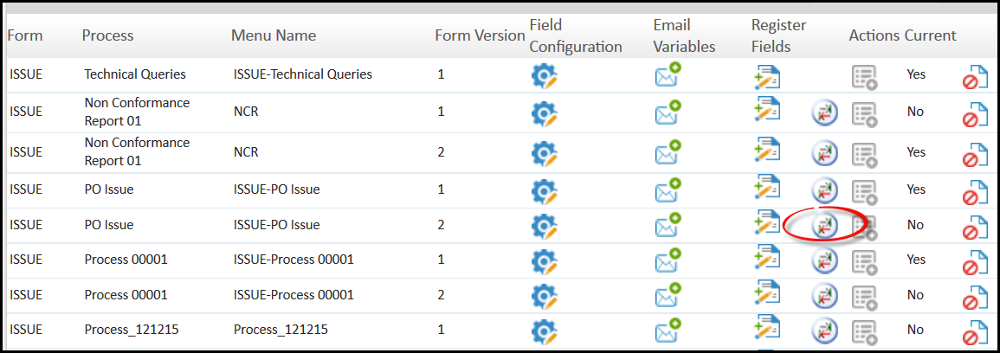 Form Process Menu Name Form Version Field Configuration Email Variables Register Fields Actions Current
ISSUE Technical Queries ISSUE-Technical Queries 1 Yes
ISSUE Non Conformance Report 01 NCR 1 No
ISSUE Non Conformance Report 01 NCR 2 Yes
ISSUE PO Issue ISSUE-PO Issue 1 Yes
ISSUE PO Issue ISSUE-PO Issue 2 No
ISSUE Process 00001 ISSUE-Process 00001 1 Yes
ISSUE Process 00001 ISSUE-Process 00001 2 No
ISSUE Process_121215 Process_121215 1 No